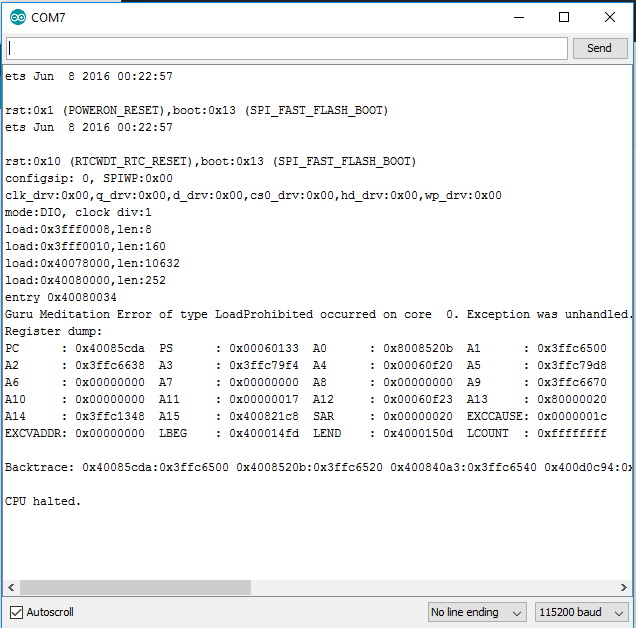 COM7
Send
ets Jun  8 2016 00:22:57
rst:0x1 (POWERON_RESET),boot:0x13 (SPI_FAST_FLASH_BOOT)
ets Jun  8 2016 00:22:57
rst:0x10 (RTCWDT_RTC_RESET),boot:0x13 (SPI_FAST_FLASH_BOOT)
configsip: 0, SPIWP:0x00
clk_drv:0x00,q_drv:0x00,d_drv:0x00,cs0_drv:0x00,hd_drv:0x00,wp_drv:0x00
mode:DIO, clock div:1
load:0x3fff0008,len:8
load:0x3fff0010,len:160
load:0x40078000,len:10632
load:0x40080000,len:252
entry 0x40080034
Guru Meditation Error of type LoadProhibited occurred on core  0. Exception was unhandled.
Register dump:
PC      : 0x40085cda  PS      : 0x00060133  A0      : 0x8008520b  A1      : 0x3ffc6500
A2      : 0x3ffc6638  A3      : 0x3ffc79f4  A4      : 0x00060f20  A5      : 0x3ffc79d8
A6      : 0x00000000  A7      : 0x00000000  A8      : 0x00000000  A9      : 0x3ffc6670
A10     : 0x00000000  A11     : 0x00000017  A12     : 0x00060f23  A13     : 0x80000020
A14     : 0x3ffc1348  A15     : 0x400821c8  SAR     : 0x00000020  EXCCAUSE: 0x0000001c
EXCVADDR: 0x00000000  LBEG    : 0x400014fd  LEND    : 0x4000150d  LCOUNT  : 0xffffffff
Backtrace: 0x40085cda:0x3ffc6500 0x4008520b:0x3ffc6520 0x400840a3:0x3ffc6540 0x400d0c94:0x
CPU halted.
Autoscroll
No line ending
115200 baud